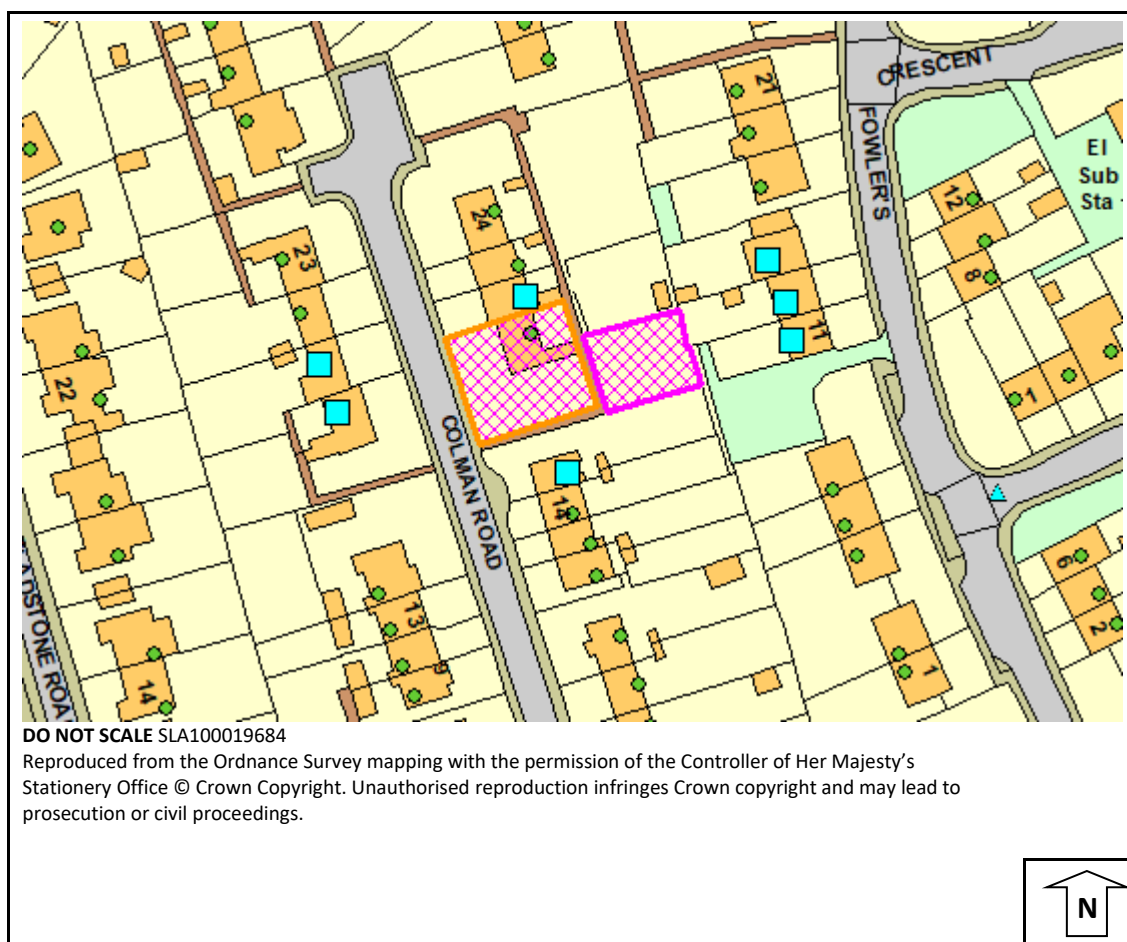 CRESCENT
21
FOWLER'S
El
Sub
Sta
12
8
24
23
11
1
22
COLMAN ROAD
14
6
13
9
2
14
1
DO NOT SCALE SLA100019684
Reproduced from the Ordnance Survey mapping with the permission of the Controller of Her Majesty's
Stationery Office © Crown Copyright. Unauthorised reproduction infringes Crown copyright and may lead to
prosecution or civil proceedings.
N